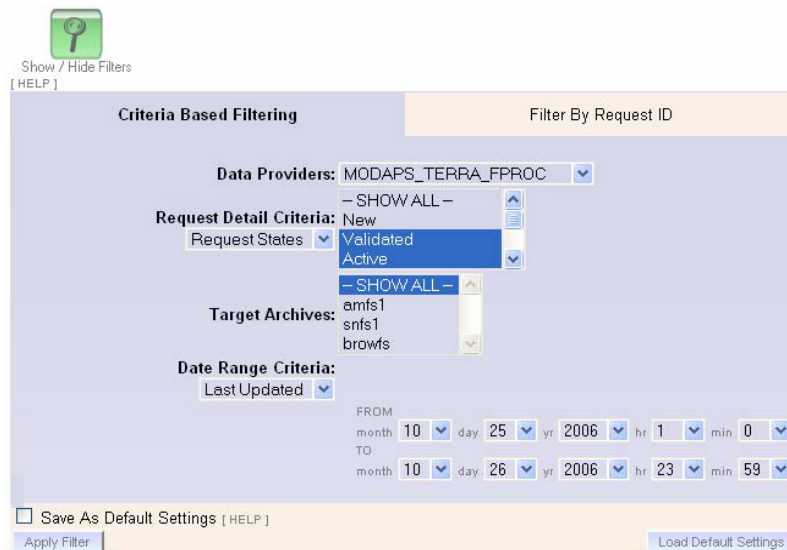 Show / Hide Filters
[ HELP ]
Criteria Based Filtering Filter By Request ID
Data Providers: MODAPS_TERRA_FPROC
– SHOW ALL –
Request Detail Criteria: New
Request States Validated
Active
– SHOW ALL –
amfs1
Target Archives: snfs1
browfs
Date Range Criteria:
Last Updated
FROM
month 10 day 25 yr 2006 hr 1 min 0
TO
month 10 day 26 yr 2006 hr 23 min 59
Save As Default Settings [ HELP ]
Apply Filter Load Default Settings